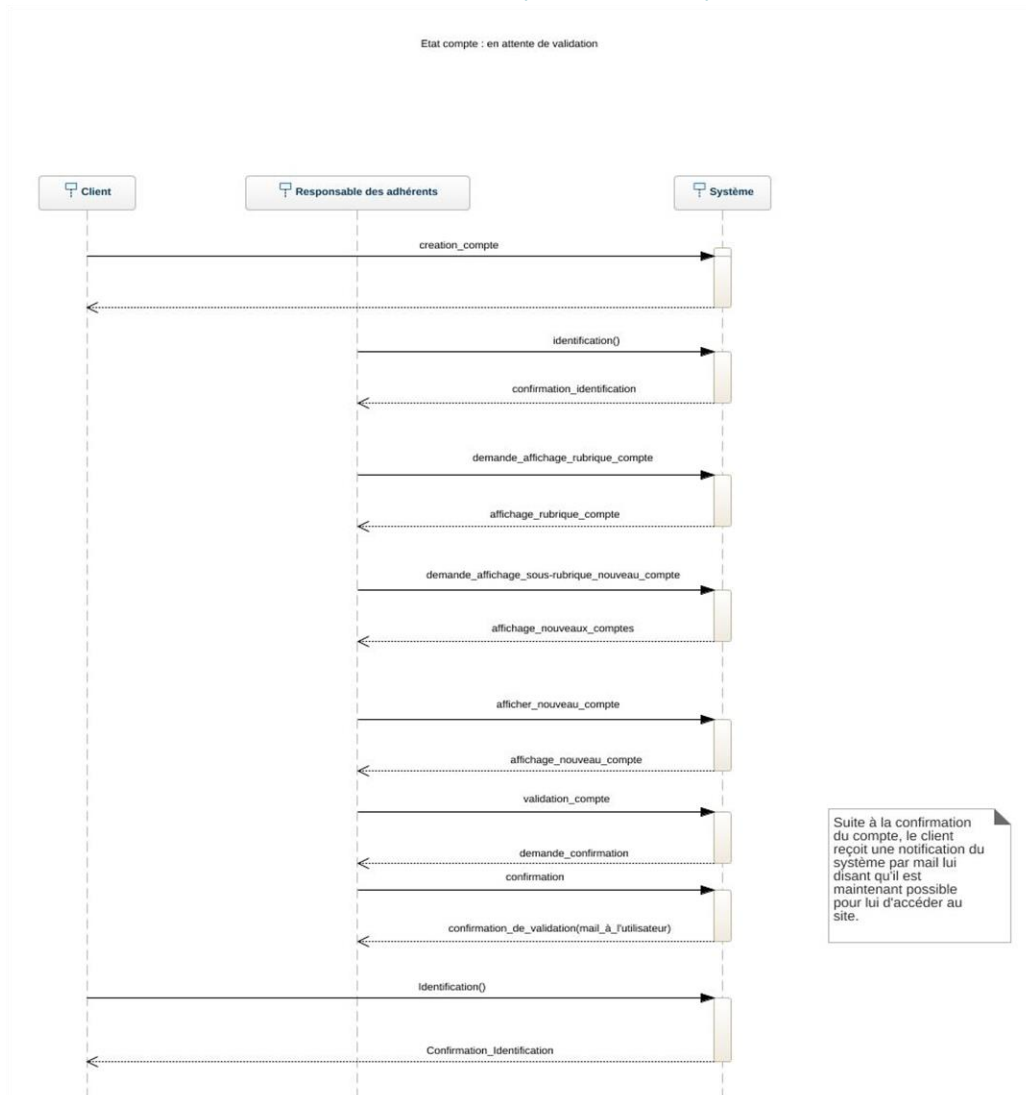 Etat compte : en attente de validation
Client
Responsable des adhérents
Système
creation_compte
identification()
confirmation_identification
demande_affichage_rubrique_compte
affichage_rubrique_compte
demande_affichage_sous-rubrique_nouveau_compte
affichage_nouveaux_comptes
afficher_nouveau_compte
affichage_nouveau_compte
validation_compte
demande_confirmation
confirmation
confirmation_de_validation(mail_à_l'utilisateur)
Suite à la confirmation
du compte, le client
reçoit une notification du
système par mail lui
disant qu'il est
maintenant possible
pour lui d'accéder au
site.
Identification()
Confirmation_Identification